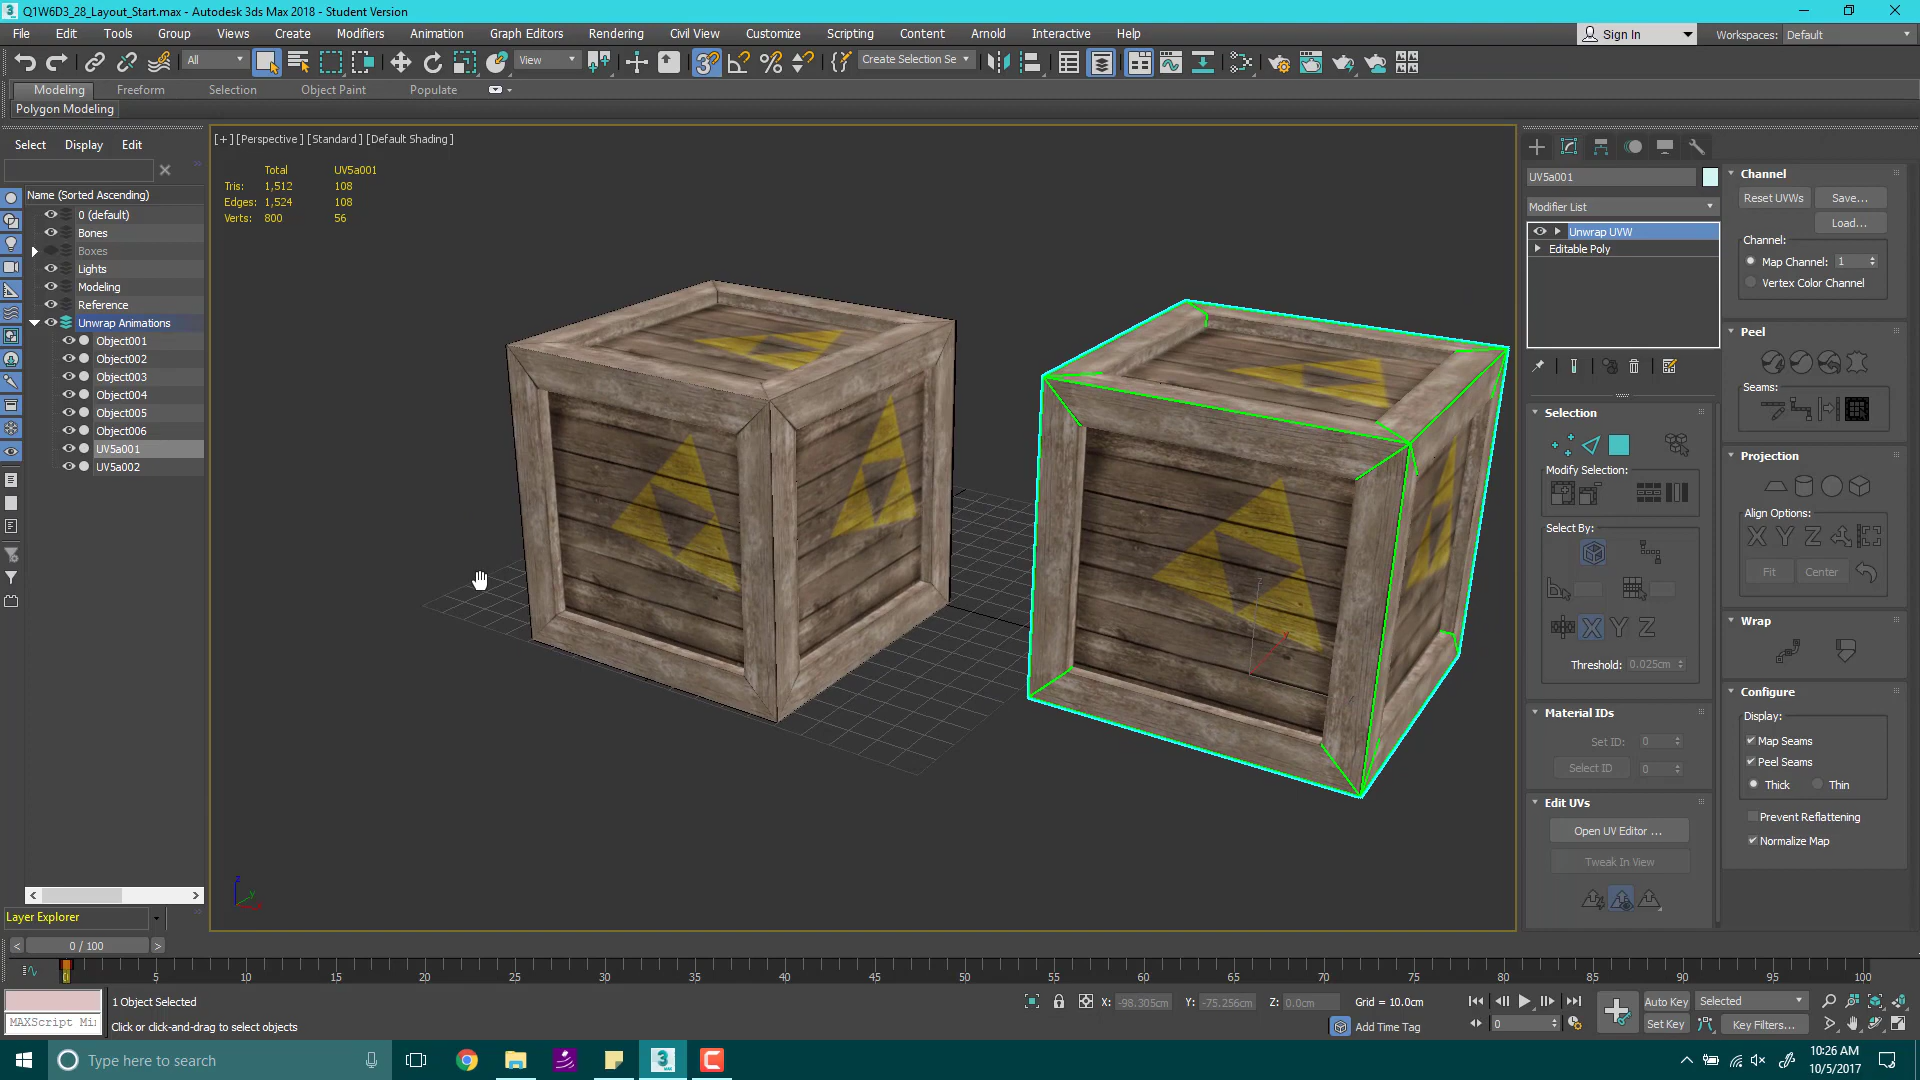 Q1W6D3_28_Layout_Start.max - Autodesk 3ds Max 2018 - Student Version
File Edit Tools Group Views Create Modifiers Animation Graph Editors Rendering Civil View Customize Scripting Content Arnold Interactive Help
Sign In
Workspaces: Default
All
View
Create Selection Se
Modeling Freeform Selection Object Paint Populate
Polygon Modeling
Select Display Edit
Name (Sorted Ascending)
0 (default)
Bones
Boxes
Lights
Modeling
Reference
Unwrap Animations
Object001
Object002
Object003
Object004
Object005
Object006
UV5a001
UV5a002
Layer Explorer
[+] [Perspective] [Standard] [Default Shading]
Total UV5a001
Tris: 1,512 108
Edges: 1,524 108
Verts: 800 56
z
y
UV5a001
Modifier List
Unwrap UVW
Editable Poly
Selection
Modify Selection:
Select By:
X Y Z
Threshold: 0.025cm
Material IDs
Set ID: 0
Select ID 0
Edit UVs
Open UV Editor ...
Tweak In View
Channel
Reset UVWs Save...
Load...
Channel:
Map Channel: 1
Vertex Color Channel
Peel
Seams:
Projection
Align Options:
X Y Z
Fit Center
Wrap
Configure
Display:
Map Seams
Peel Seams
Thick Thin
Prevent Reflattening
Normalize Map
< 0 / 100 >
0 5 10 15 20 25 30 35 40 45 50 55 60 65 70 75 80 85 90 95 100
1 Object Selected
X: -98.305cm Y: -75.256cm Z: 0.0cm Grid = 10.0cm
Auto Key Selected
MAXScript Mi
Click or click-and-drag to select objects
Add Time Tag
0
Set Key Key Filters...
Type here to search
10:26 AM
10/5/2017